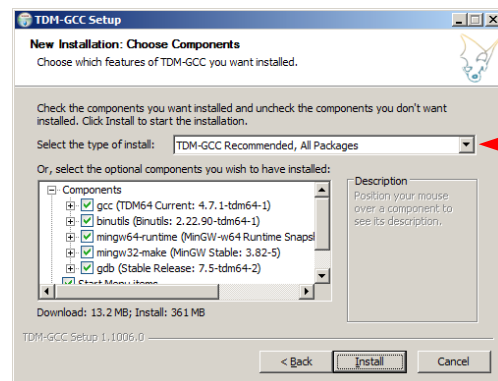 TDM-GCC Setup
New Installation: Choose Components
Choose which features of TDM-GCC you want installed.
Check the components you want installed and uncheck the components you don't want
installed. Click Install to start the installation.
Select the type of install:
TDM-GCC Recommended, All Packages
Or, select the optional components you wish to have installed:
Components
gcc (TDM64 Current: 4.7.1-tdm64-1)
binutils (Binutils: 2.22.90-tdm64-1)
mingw64-runtime (MinGW-w64 Runtime Snapsl
mingw32-make (MinGW Stable: 3.82-5)
gdb (Stable Release: 7.5-tdm64-2)
Start Menu items
Description
Position your mouse
over a component to
see its description.
Download: 13.2 MB; Install: 361 MB
TDM-GCC Setup 1.1006.0
< Back
Install
Cancel